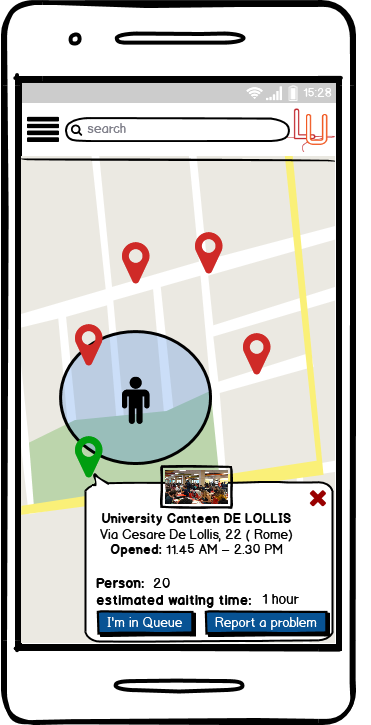 15:28
search
LU
University Canteen DE LOLLIS
Via Cesare De Lollis, 22 ( Rome)
Opened: 11.45 AM – 2.30 PM
Person: 20
estimated waiting time: 1 hour
I'm in Queue
Report a problem